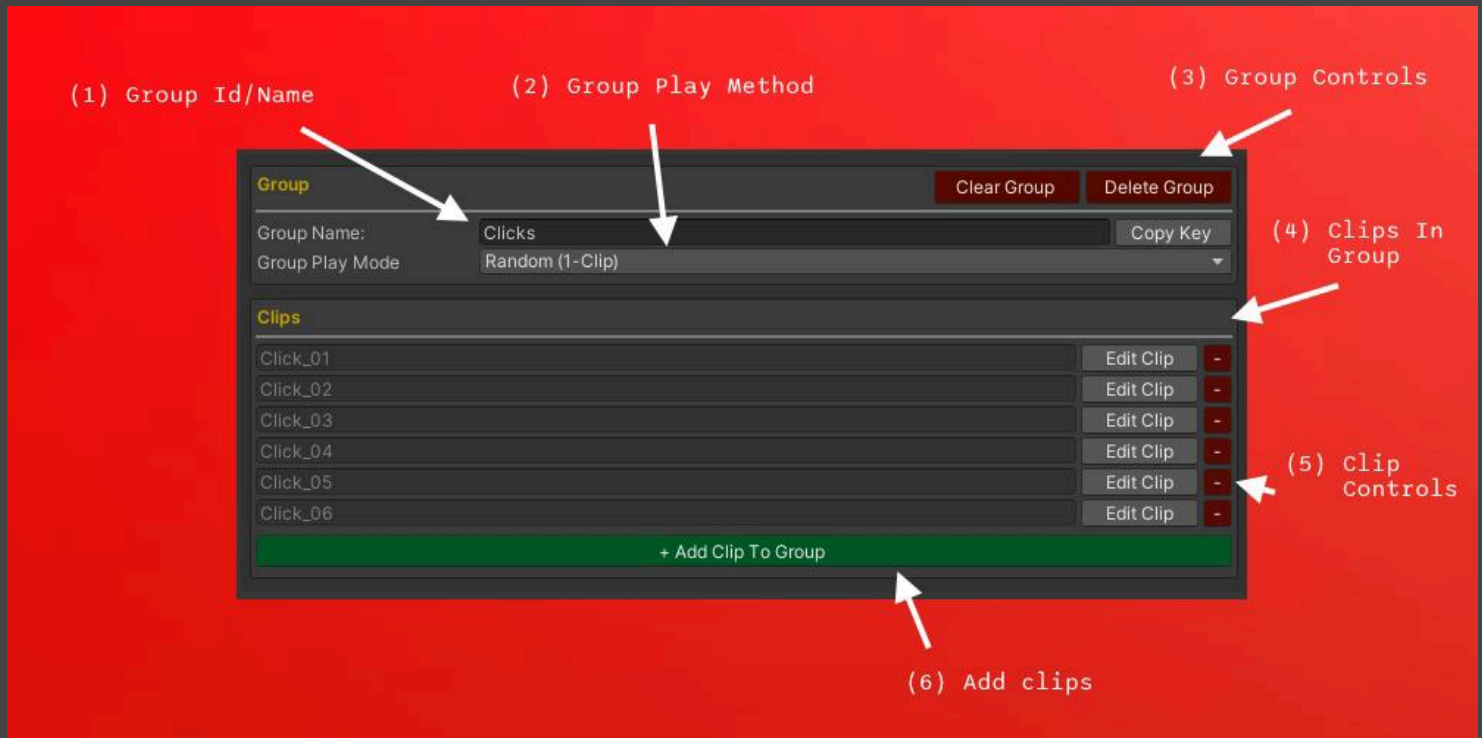 (1) Group Id/Name
(2) Group Play Method
(3) Group Controls
Group
Clear Group
Delete Group
Group Name:
Clicks
Copy Key
Group Play Mode
Random (1-Clip)
(4) Clips In
Group
Clips
Click_01
Edit Clip
-
Click_02
Edit Clip
-
Click_03
Edit Clip
-
Click_04
Edit Clip
-
Click_05
Edit Clip
-
Click_06
Edit Clip
-
(5) Clip
Controls
+ Add Clip To Group
(6) Add clips